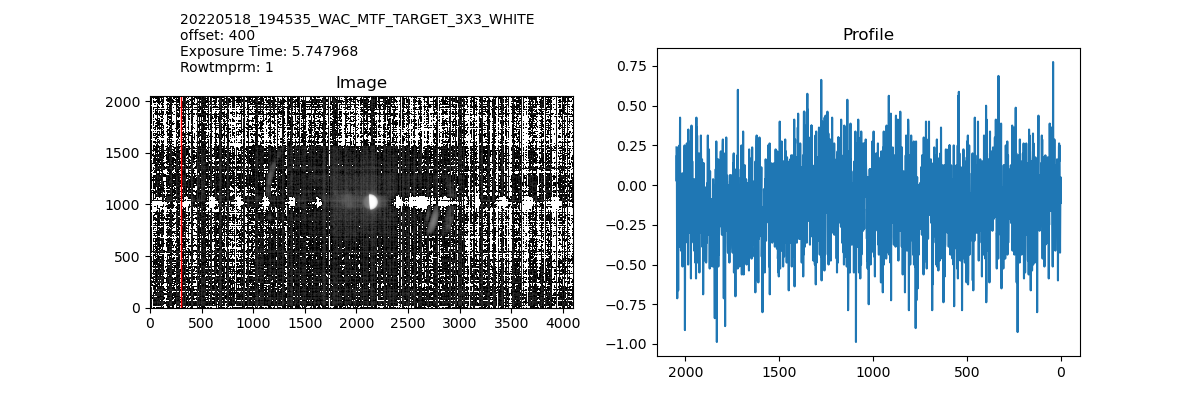 20220518_194535_WAC_MTF_TARGET_3X3_WHITE
offset: 400
Exposure Time: 5.747968
Rowtmprm: 1
Image
2000
1500
1000
500
0
0 500 1000 1500 2000 2500 3000 3500 4000
Profile
0.75
0.50
0.25
0.00
−0.25
−0.50
−0.75
−1.00
2000 1500 1000 500 0